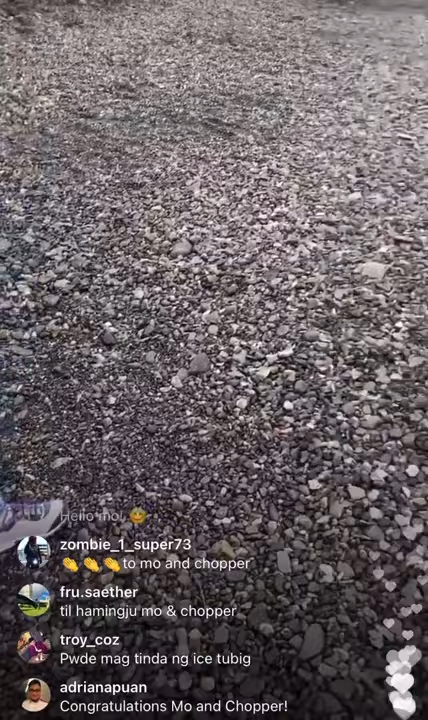 Hello mo! 🤠
zombie_1_super73
👏👏👏to mo and chopper
fru.saether
til hamingju mo & chopper
troy_coz
Pwde mag tinda ng ice tubig
adrianapuan
Congratulations Mo and Chopper!